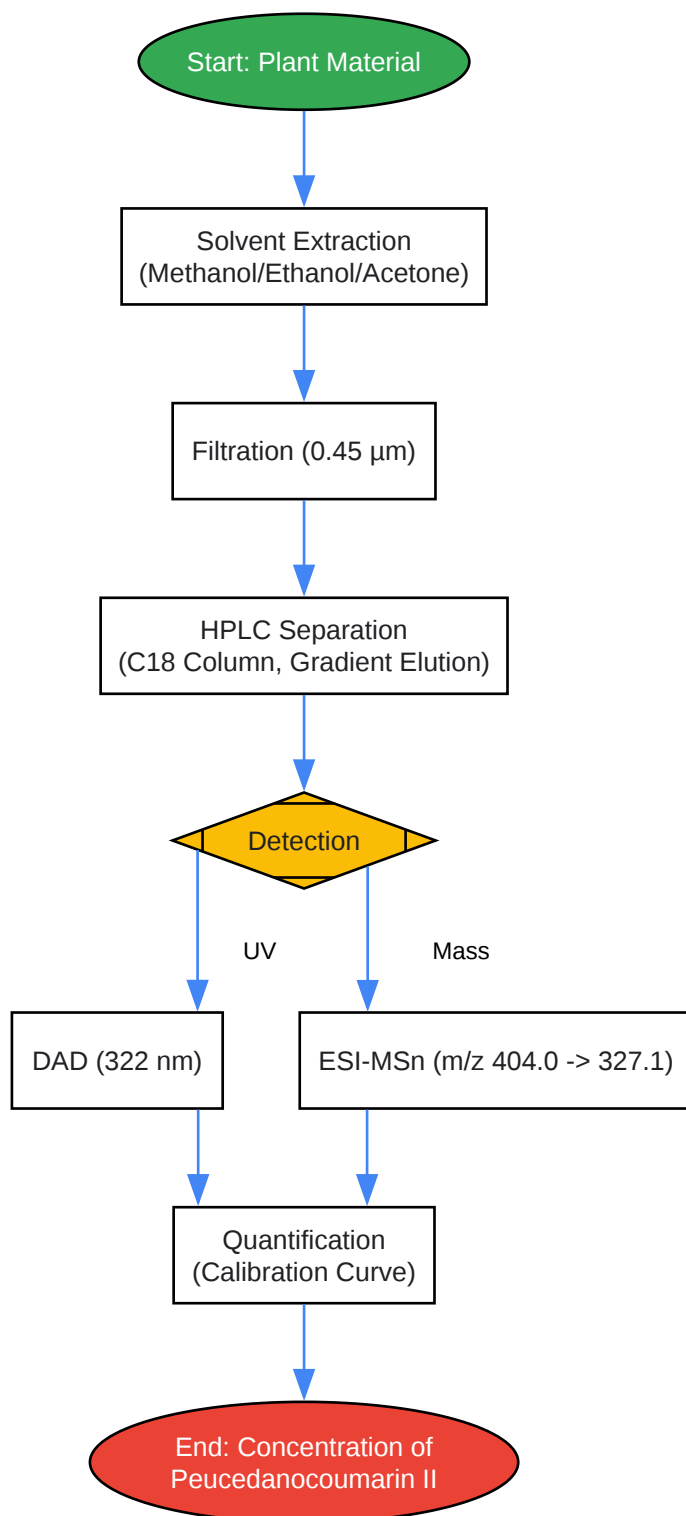 Start: Plant Material
Solvent Extraction
(Methanol/Ethanol/Acetone)
Filtration (0.45 µm)
HPLC Separation
(C18 Column, Gradient Elution)
Detection
UV
Mass
DAD (322 nm)
ESI-MSn (m/z 404.0 -> 327.1)
Quantification
(Calibration Curve)
End: Concentration of
Peucedanocoumarin II